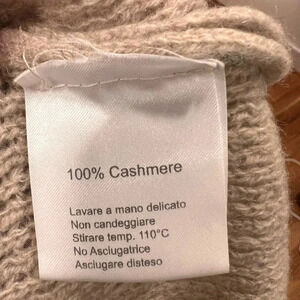 100% Cashmere
Lavare a mano delicato
Non candeggiare
Stirare temp. 110°C
No Asciugatrice
Asciugare disteso